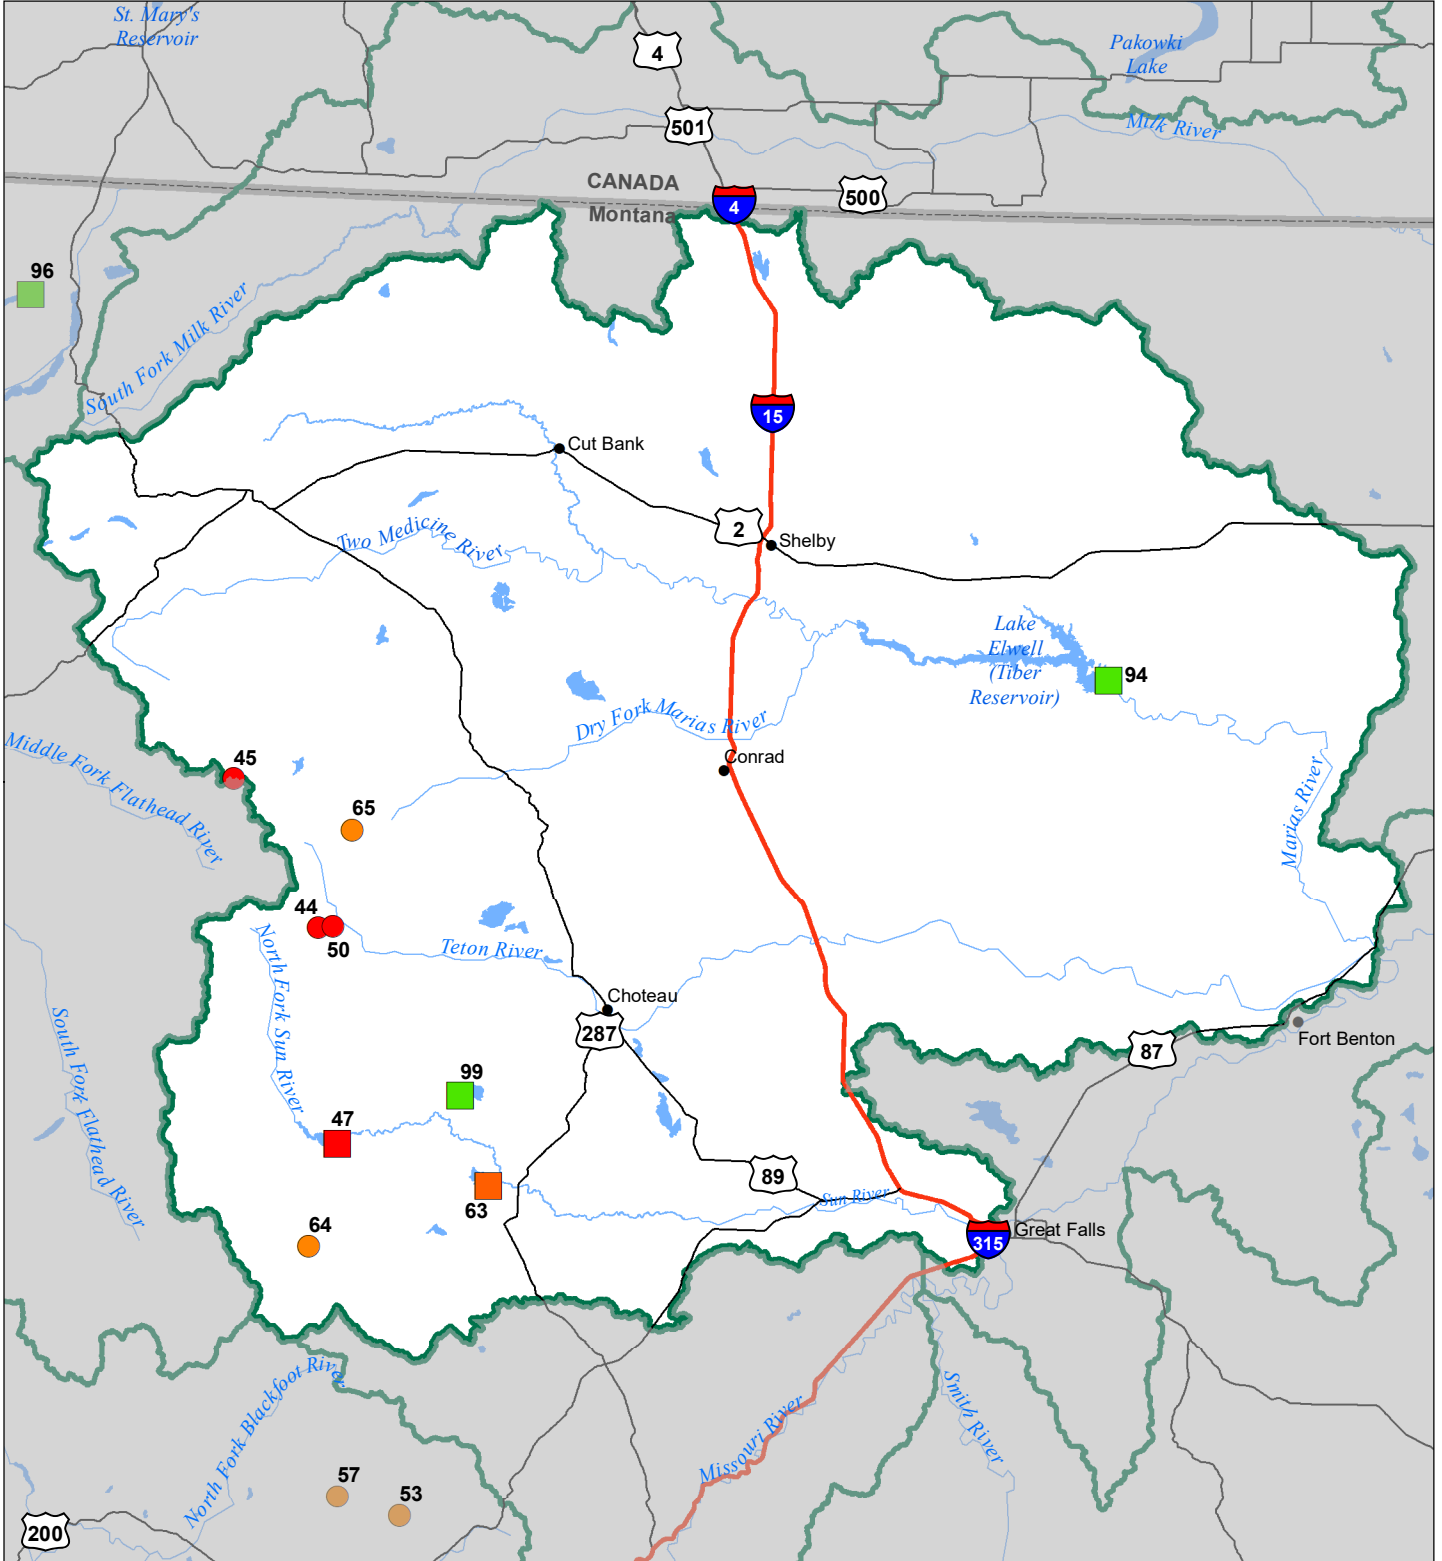 St. Mary's
Reservoir
4
Pakowki
Lake
501
Milk River
CANADA
Montana
4
500
96
South Fork Milk River
15
Cut Bank
2
Shelby
Two Medicine River
Lake
Elwell
(Tiber
Reservoir)
94
Dry Fork Marias River
Conrad
Middle Fork Flathead River
45
65
Marias River
44
50
North Fork Sun River
Teton River
Choteau
287
Fort Benton
87
South Fork Flathead River
99
47
89
63
Sun River
64
Great Falls
315
North Fork Blackfoot River
Missouri River
Smith River
57
53
200